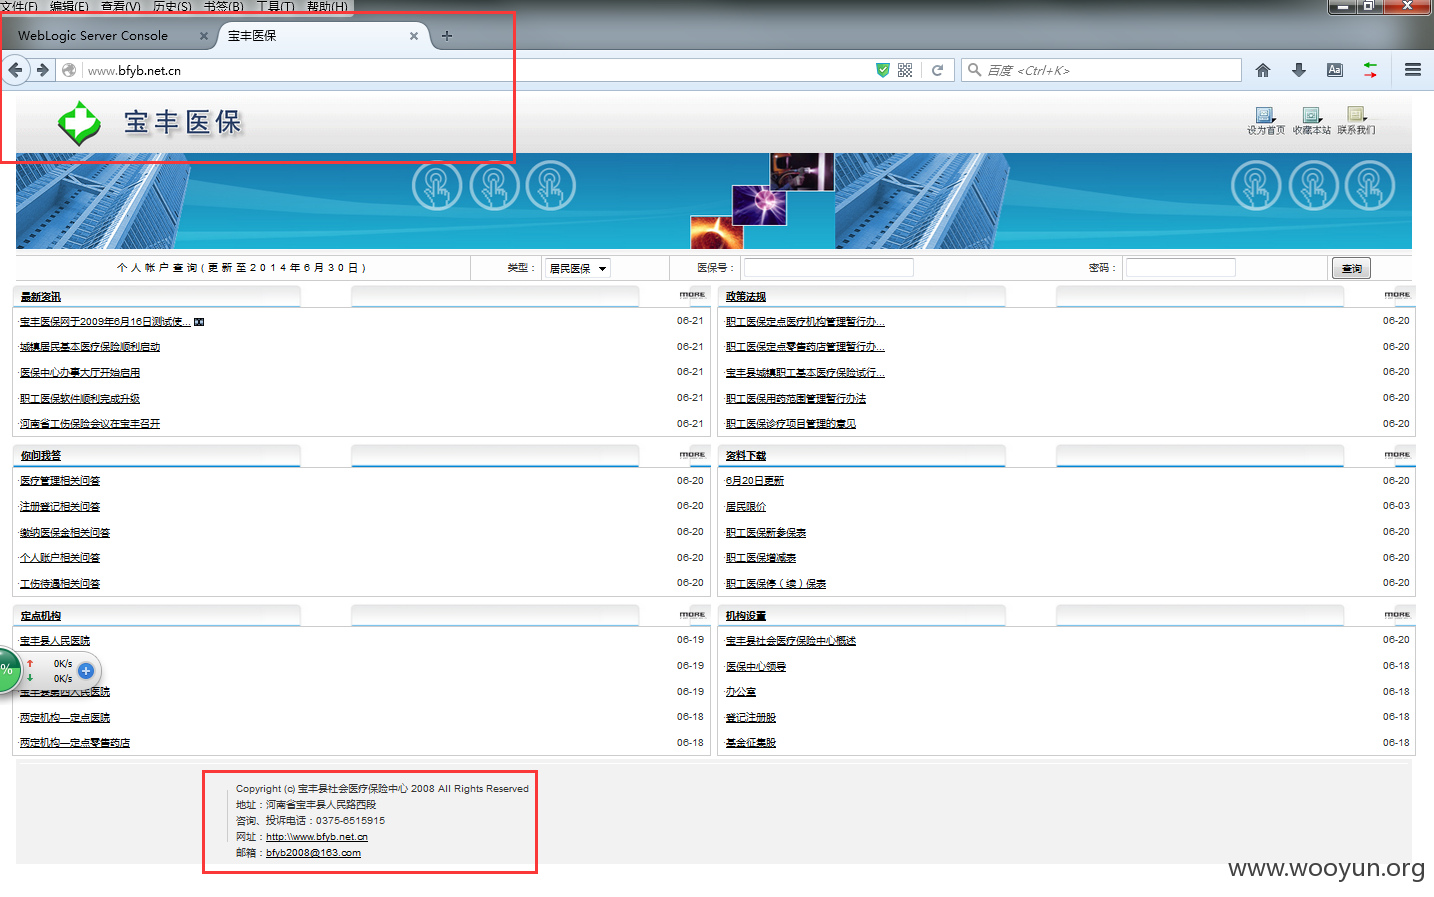 文件(F) 编辑(E) 查看(V) 历史(S) 书签(B) 工具(T) 帮助(H)
WebLogic Server Console × 宝丰医保 × +
www.bfyb.net.cn 百度 <Ctrl+K>
宝丰医保
设为首页 收藏本站 联系我们
个人帐户查询(更新至2014年6月30日) 类型： 居民医保 医保号： 密码： 查询
最新资讯 MORE 政策法规 MORE
·宝丰医保网于2009年6月16日测试使... 06-21 ·职工医保定点医疗机构管理暂行办... 06-20
·城镇居民基本医疗保险顺利启动 06-21 ·职工医保定点零售药店管理暂行办... 06-20
·医保中心办事大厅开始启用 06-21 ·宝丰县城镇职工基本医疗保险试行... 06-20
·职工医保软件顺利完成升级 06-21 ·职工医保用药范围管理暂行办法 06-20
·河南省工伤保险会议在宝丰召开 06-21 ·职工医保诊疗项目管理的意见 06-20
你问我答 MORE 资料下载 MORE
·医疗管理相关问答 06-20 ·6月20日更新 06-20
·注册登记相关问答 06-20 ·居民限价 06-03
·缴纳医保金相关问答 06-20 ·职工医保新参保表 06-20
·个人账户相关问答 06-20 ·职工医保增减表 06-20
·工伤待遇相关问答 06-20 ·职工医保停（续）保表 06-20
定点机构 MORE 机构设置 MORE
·宝丰县人民医院 06-19 ·宝丰县社会医疗保险中心概述 06-20
% 0K/s 06-19 ·医保中心领导 06-18
0K/s
宝丰县第四人民医院 06-19 ·办公室 06-18
·两定机构—定点医院 06-18 ·登记注册股 06-18
·两定机构—定点零售药店 06-18 ·基金征集股 06-18
Copyright (c) 宝丰县社会医疗保险中心 2008 All Rights Reserved
地址：河南省宝丰县人民路西段
咨询、投诉电话：0375-6515915
网址：http:\\www.bfyb.net.cn
邮箱：bfyb2008@163.com
www.wooyun.org